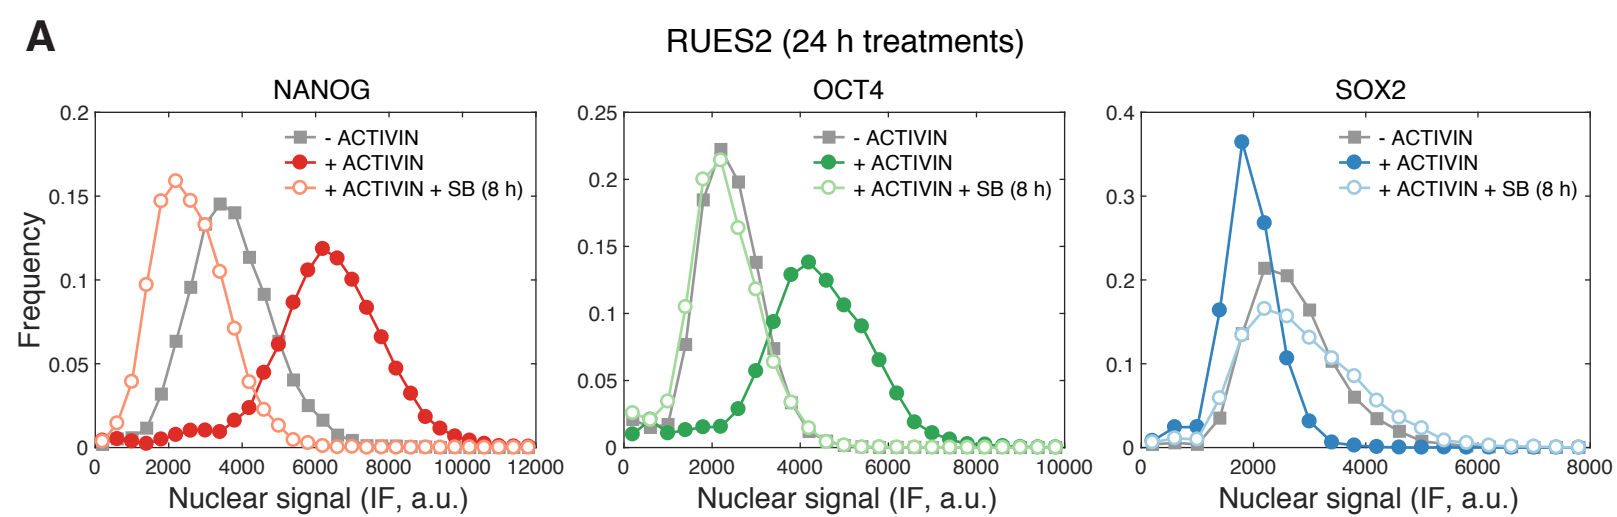 A
RUES2 (24 h treatments)
NANOG
OCT4
SOX2
Frequency
0.2
0.15
0.1
0.05
0
- ACTIVIN
+ ACTIVIN
+ ACTIVIN + SB (8 h)
0 2000 4000 6000 8000 10000 12000
Nuclear signal (IF, a.u.)
0.25
0.2
0.15
0.1
0.05
0
- ACTIVIN
+ ACTIVIN
+ ACTIVIN + SB (8 h)
0 2000 4000 6000 8000 10000
Nuclear signal (IF, a.u.)
0.4
0.3
0.2
0.1
0
- ACTIVIN
+ ACTIVIN
+ ACTIVIN + SB (8 h)
0 2000 4000 6000 8000
Nuclear signal (IF, a.u.)